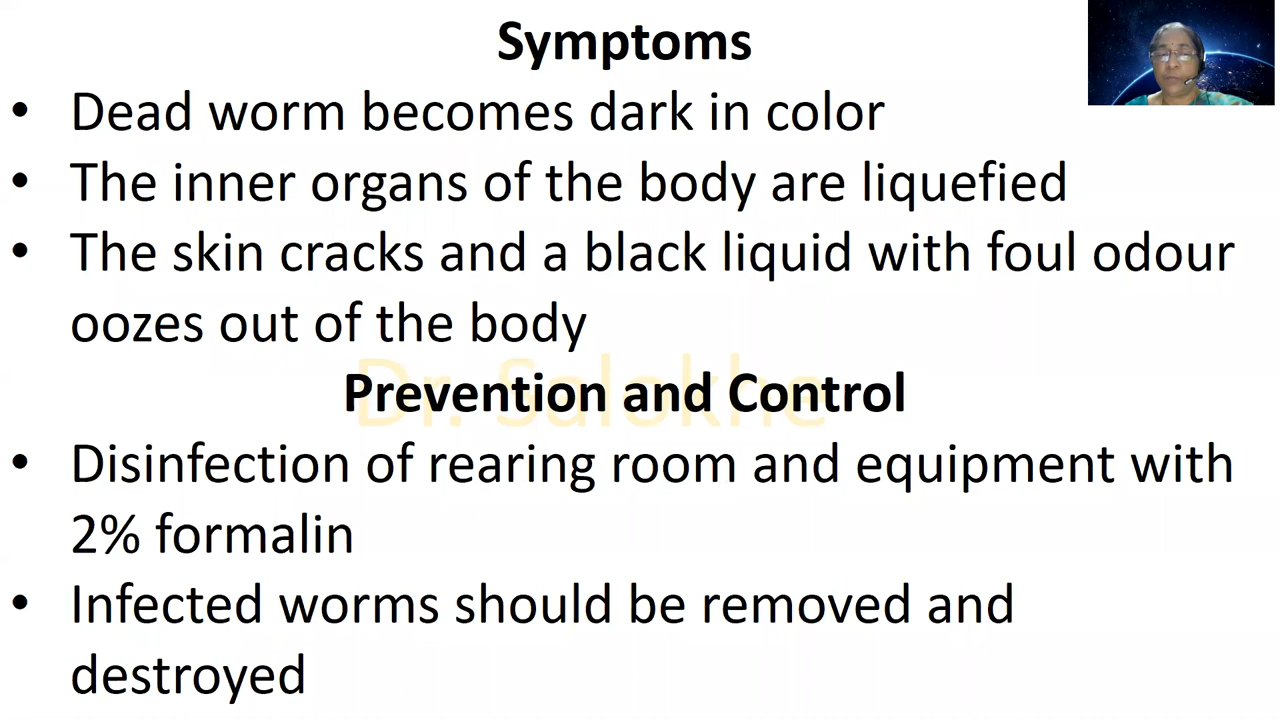 Symptoms
• Dead worm becomes dark in color
• The inner organs of the body are liquefied
• The skin cracks and a black liquid with foul odour
oozes out of the body
Dr. Salokhe
Prevention and Control
• Disinfection of rearing room and equipment with
2% formalin
• Infected worms should be removed and
destroyed